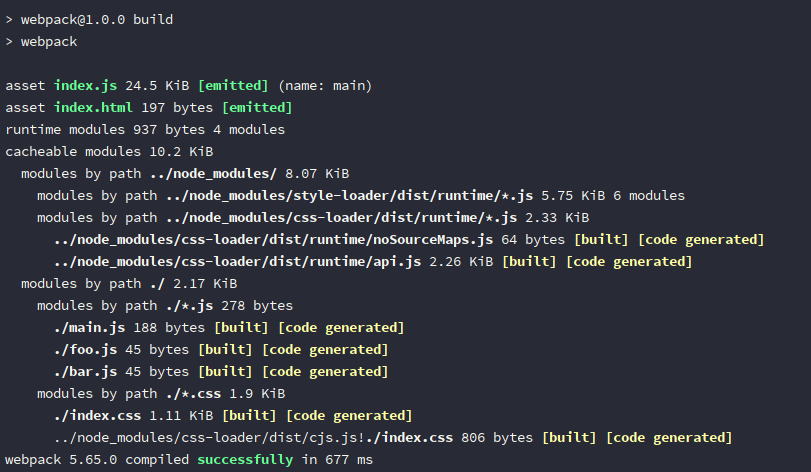 > webpack@1.0.0 build
> webpack
asset index.js 24.5 KiB [emitted] (name: main)
asset index.html 197 bytes [emitted]
runtime modules 937 bytes 4 modules
cacheable modules 10.2 KiB
modules by path ../node_modules/ 8.07 KiB
modules by path ../node_modules/style-loader/dist/runtime/*.js 5.75 KiB 6 modules
modules by path ../node_modules/css-loader/dist/runtime/*.js 2.33 KiB
../node_modules/css-loader/dist/runtime/noSourceMaps.js 64 bytes [built] [code generated]
../node_modules/css-loader/dist/runtime/api.js 2.26 KiB [built] [code generated]
modules by path ./ 2.17 KiB
modules by path ./*.js 278 bytes
./main.js 188 bytes [built] [code generated]
./foo.js 45 bytes [built] [code generated]
./bar.js 45 bytes [built] [code generated]
modules by path ./*.css 1.9 KiB
./index.css 1.11 KiB [built] [code generated]
../node_modules/css-loader/dist/cjs.js!./index.css 806 bytes [built] [code generated]
webpack 5.65.0 compiled successfully in 677 ms